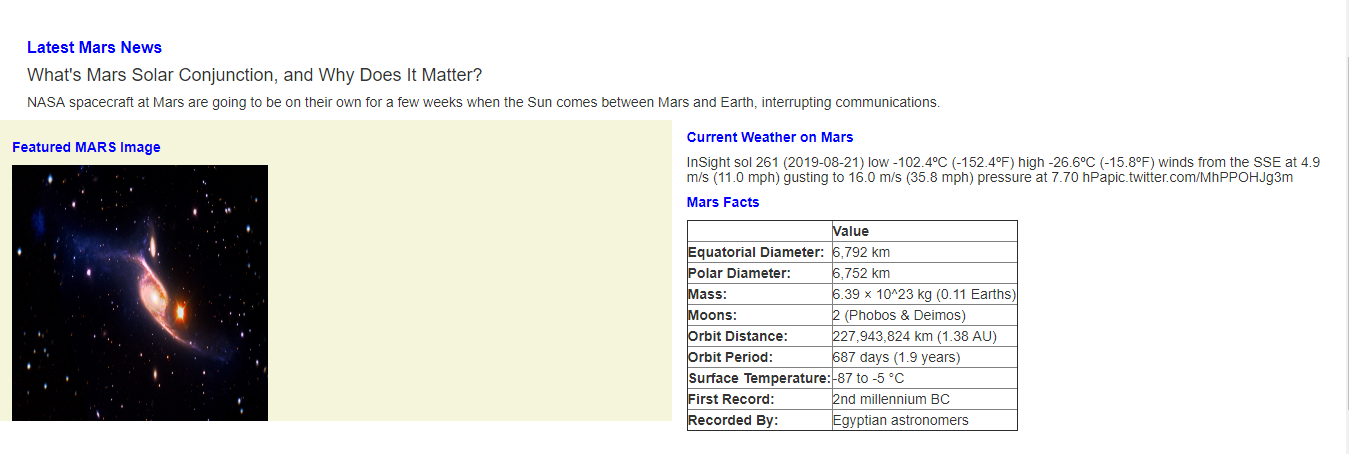 Latest Mars News
What's Mars Solar Conjunction, and Why Does It Matter?
NASA spacecraft at Mars are going to be on their own for a few weeks when the Sun comes between Mars and Earth, interrupting communications.
Featured MARS Image
Current Weather on Mars
InSight sol 261 (2019-08-21) low -102.4ºC (-152.4ºF) high -26.6ºC (-15.8ºF) winds from the SSE at 4.9
m/s (11.0 mph) gusting to 16.0 m/s (35.8 mph) pressure at 7.70 hPapic.twitter.com/MhPPOHJg3m
Mars Facts
Value
Equatorial Diameter: 6,792 km
Polar Diameter: 6,752 km
Mass: 6.39 × 10^23 kg (0.11 Earths)
Moons: 2 (Phobos & Deimos)
Orbit Distance: 227,943,824 km (1.38 AU)
Orbit Period: 687 days (1.9 years)
Surface Temperature: -87 to -5 °C
First Record: 2nd millennium BC
Recorded By: Egyptian astronomers